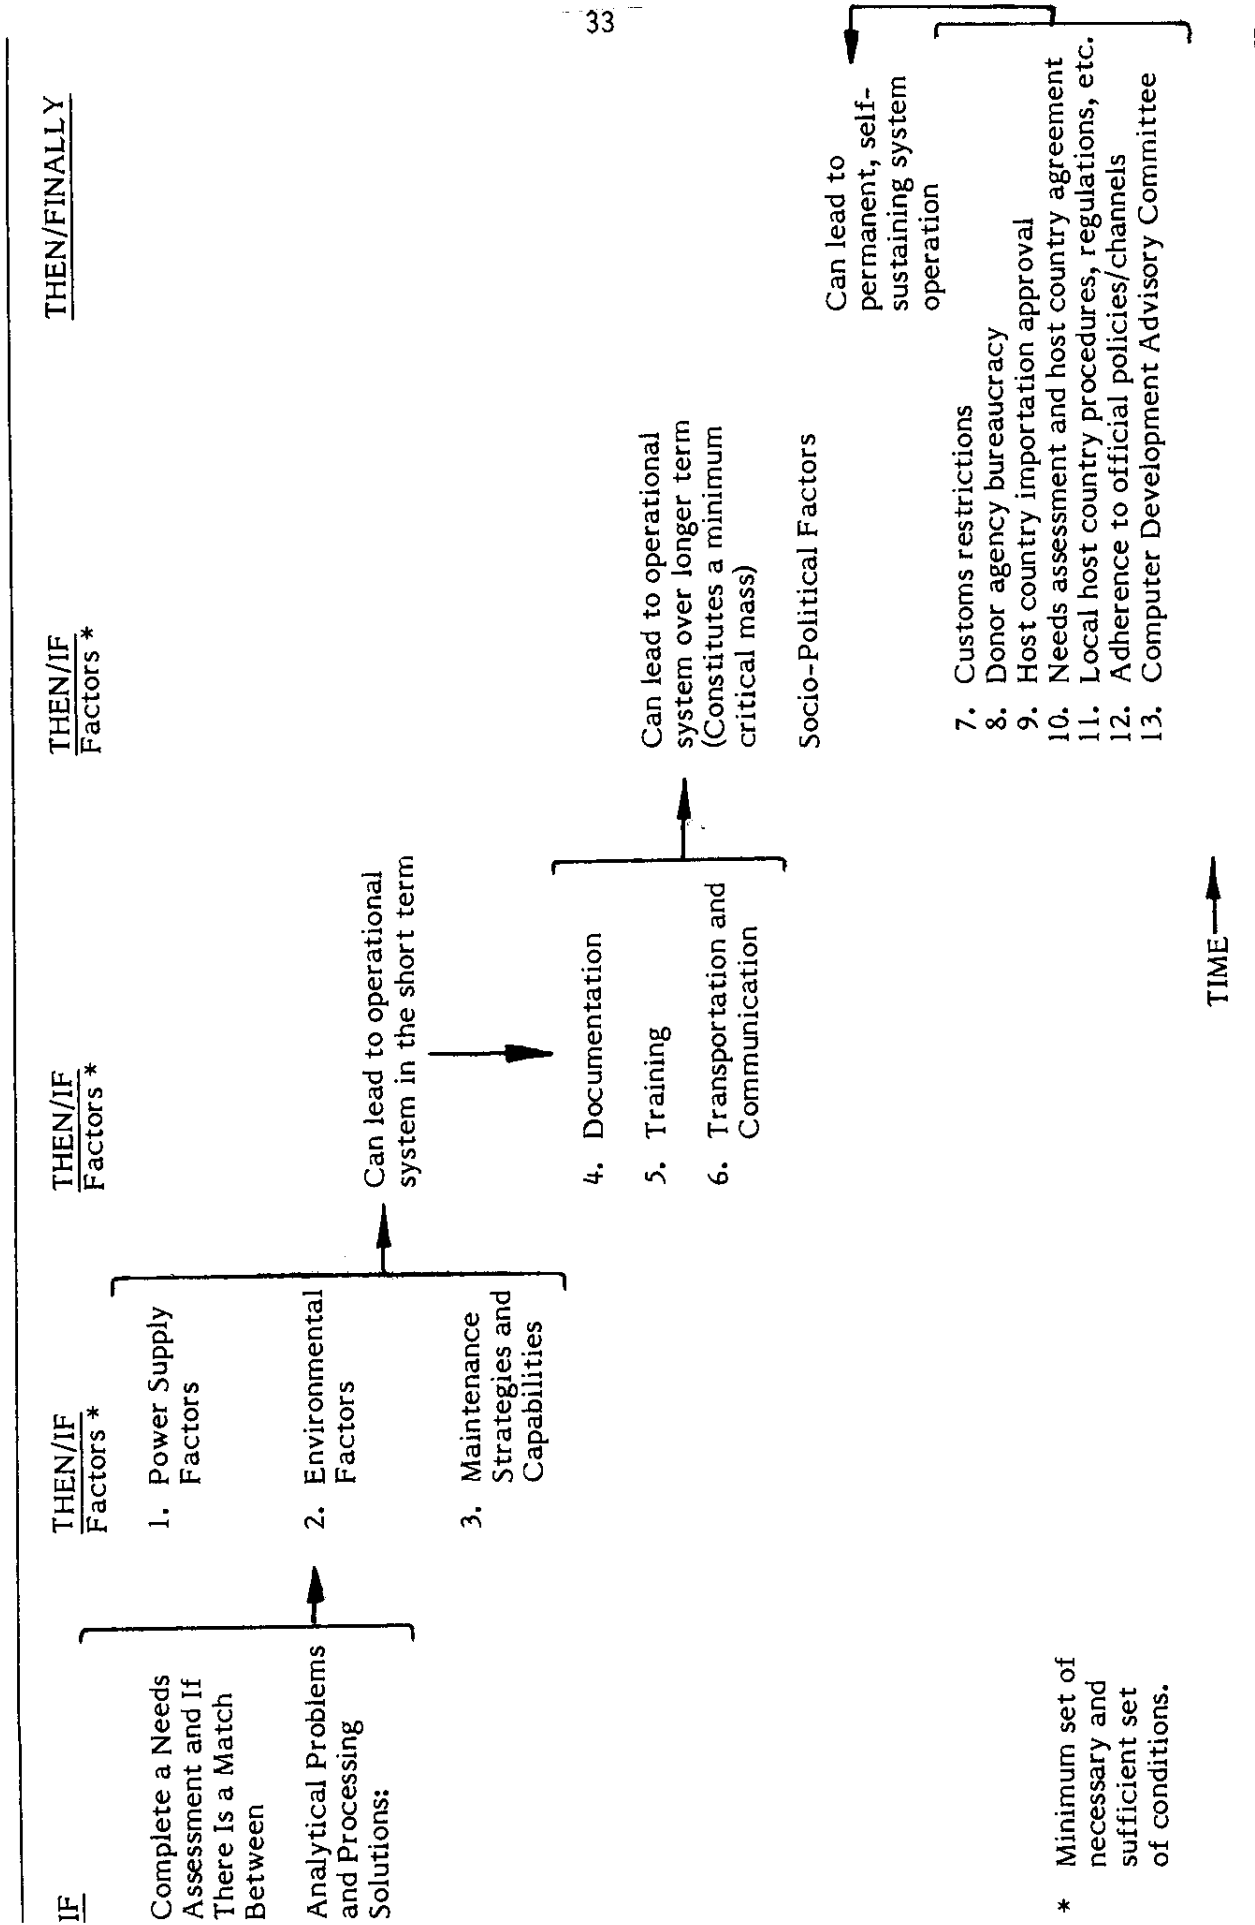 33
IF
Complete a Needs
Assessment and If
There Is a Match
Between
Analytical Problems
and Processing
Solutions:
THEN/IF
Factors *
1. Power Supply
Factors
2. Environmental
Factors
3. Maintenance
Strategies and
Capabilities
THEN/IF
Factors *
Can lead to operational
system in the short term
4. Documentation
5. Training
6. Transportation and
Communication
THEN/IF
Factors *
Can lead to operational
system over longer term
(Constitutes a minimum
critical mass)
Socio-Political Factors
7. Customs restrictions
8. Donor agency bureaucracy
9. Host country importation approval
10. Needs assessment and host country agreement
11. Local host country procedures, regulations, etc.
12. Adherence to official policies/channels
13. Computer Development Advisory Committee
THEN/FINALLY
Can lead to
permanent, self-
sustaining system
operation
* Minimum set of
necessary and
sufficient set
of conditions.
TIME